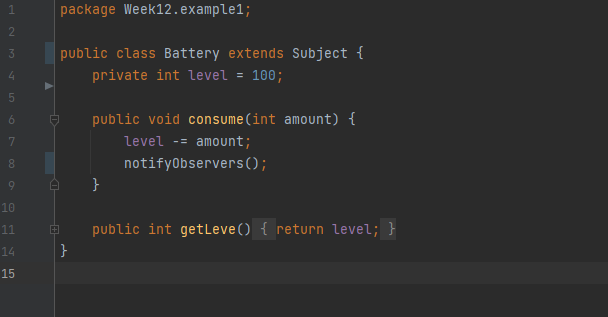 1 package Week12.example1;
2
3 public class Battery extends Subject {
4 private int level = 100;
5
6 public void consume(int amount) {
7 level -= amount;
8 notifyObservers();
9 }
10
11 public int getLeve() { return level; }
14 }
15